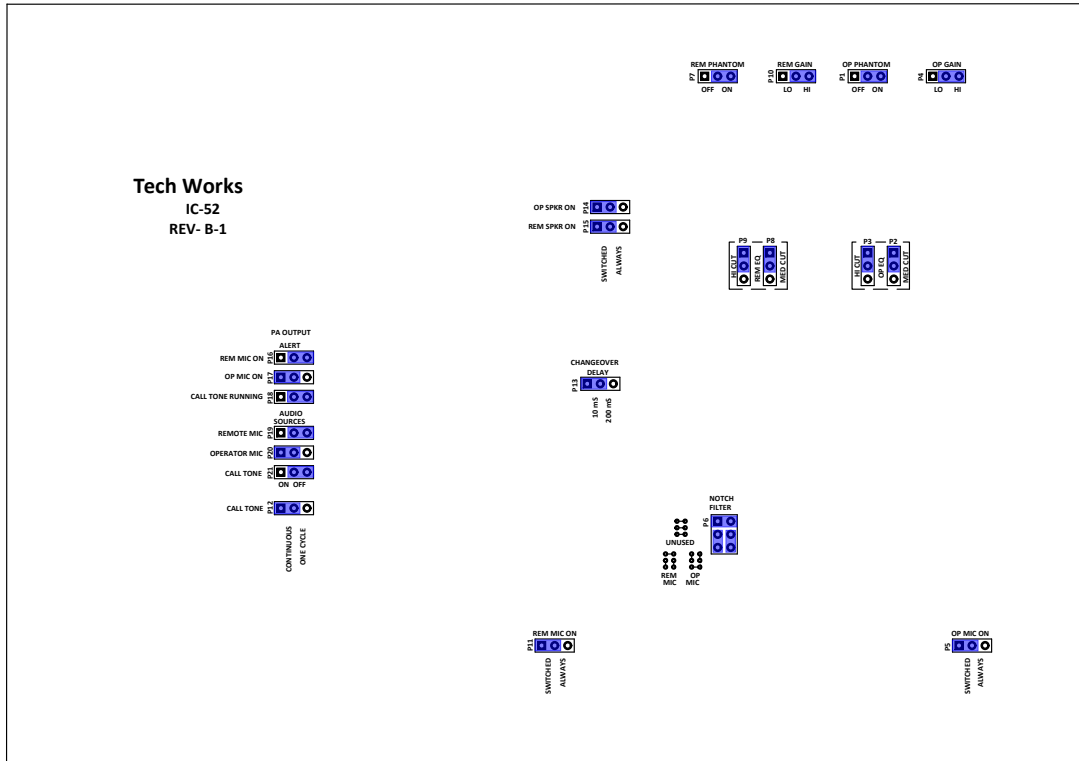 REM PHANTOM
P7
OFF ON
REM GAIN
P10
LO HI
OP PHANTOM
P1
OFF ON
OP GAIN
P4
LO HI
Tech Works
IC-52
REV- B-1
OP SPKR ON P14
REM SPKR ON P15
SWITCHED
ALWAYS
P9 P8
HI CUT
REM EQ
MED CUT
P3 P2
HI CUT
OP EQ
MED CUT
PA OUTPUT
ALERT
REM MIC ON P16
OP MIC ON P17
CALL TONE RUNNING P18
AUDIO
SOURCES
REMOTE MIC P19
OPERATOR MIC P20
CALL TONE P21
ON OFF
CALL TONE P12
CONTINUOUS
ONE CYCLE
CHANGEOVER
DELAY
P13
10 mS
200 mS
NOTCH
FILTER
P6
UNUSED
REM
MIC
OP
MIC
REM MIC ON
P11
SWITCHED
ALWAYS
OP MIC ON
P5
SWITCHED
ALWAYS